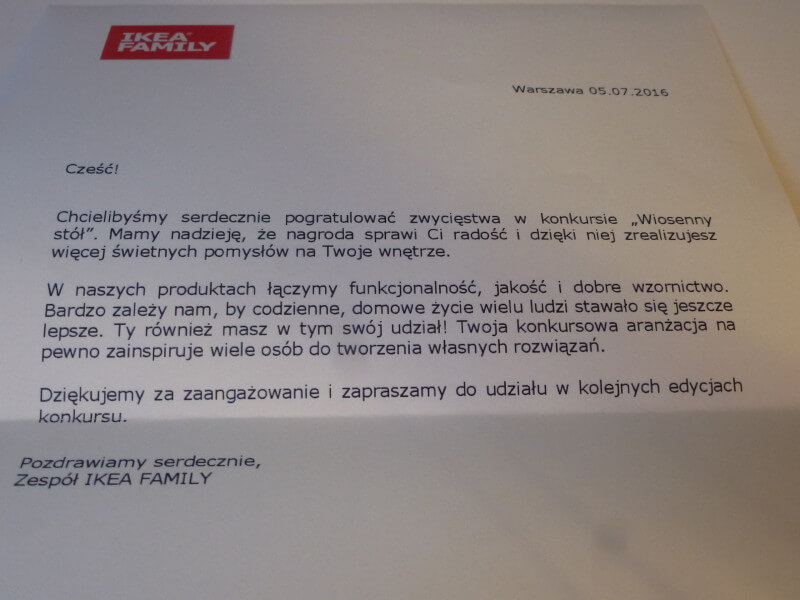 IKEA®
FAMILY
Warszawa 05.07.2016
Cześć!
Chcielibyśmy serdecznie pogratulować zwycięstwa w konkursie „Wiosenny
stół”. Mamy nadzieję, że nagroda sprawi Ci radość i dzięki niej zrealizujesz
więcej świetnych pomysłów na Twoje wnętrze.
W naszych produktach łączymy funkcjonalność, jakość i dobre wzornictwo.
Bardzo zależy nam, by codzienne, domowe życie wielu ludzi stawało się jeszcze
lepsze. Ty również masz w tym swój udział! Twoja konkursowa aranżacja na
pewno zainspiruje wiele osób do tworzenia własnych rozwiązań.
Dziękujemy za zaangażowanie i zapraszamy do udziału w kolejnych edycjach
konkursu.
Pozdrawiamy serdecznie,
Zespół IKEA FAMILY